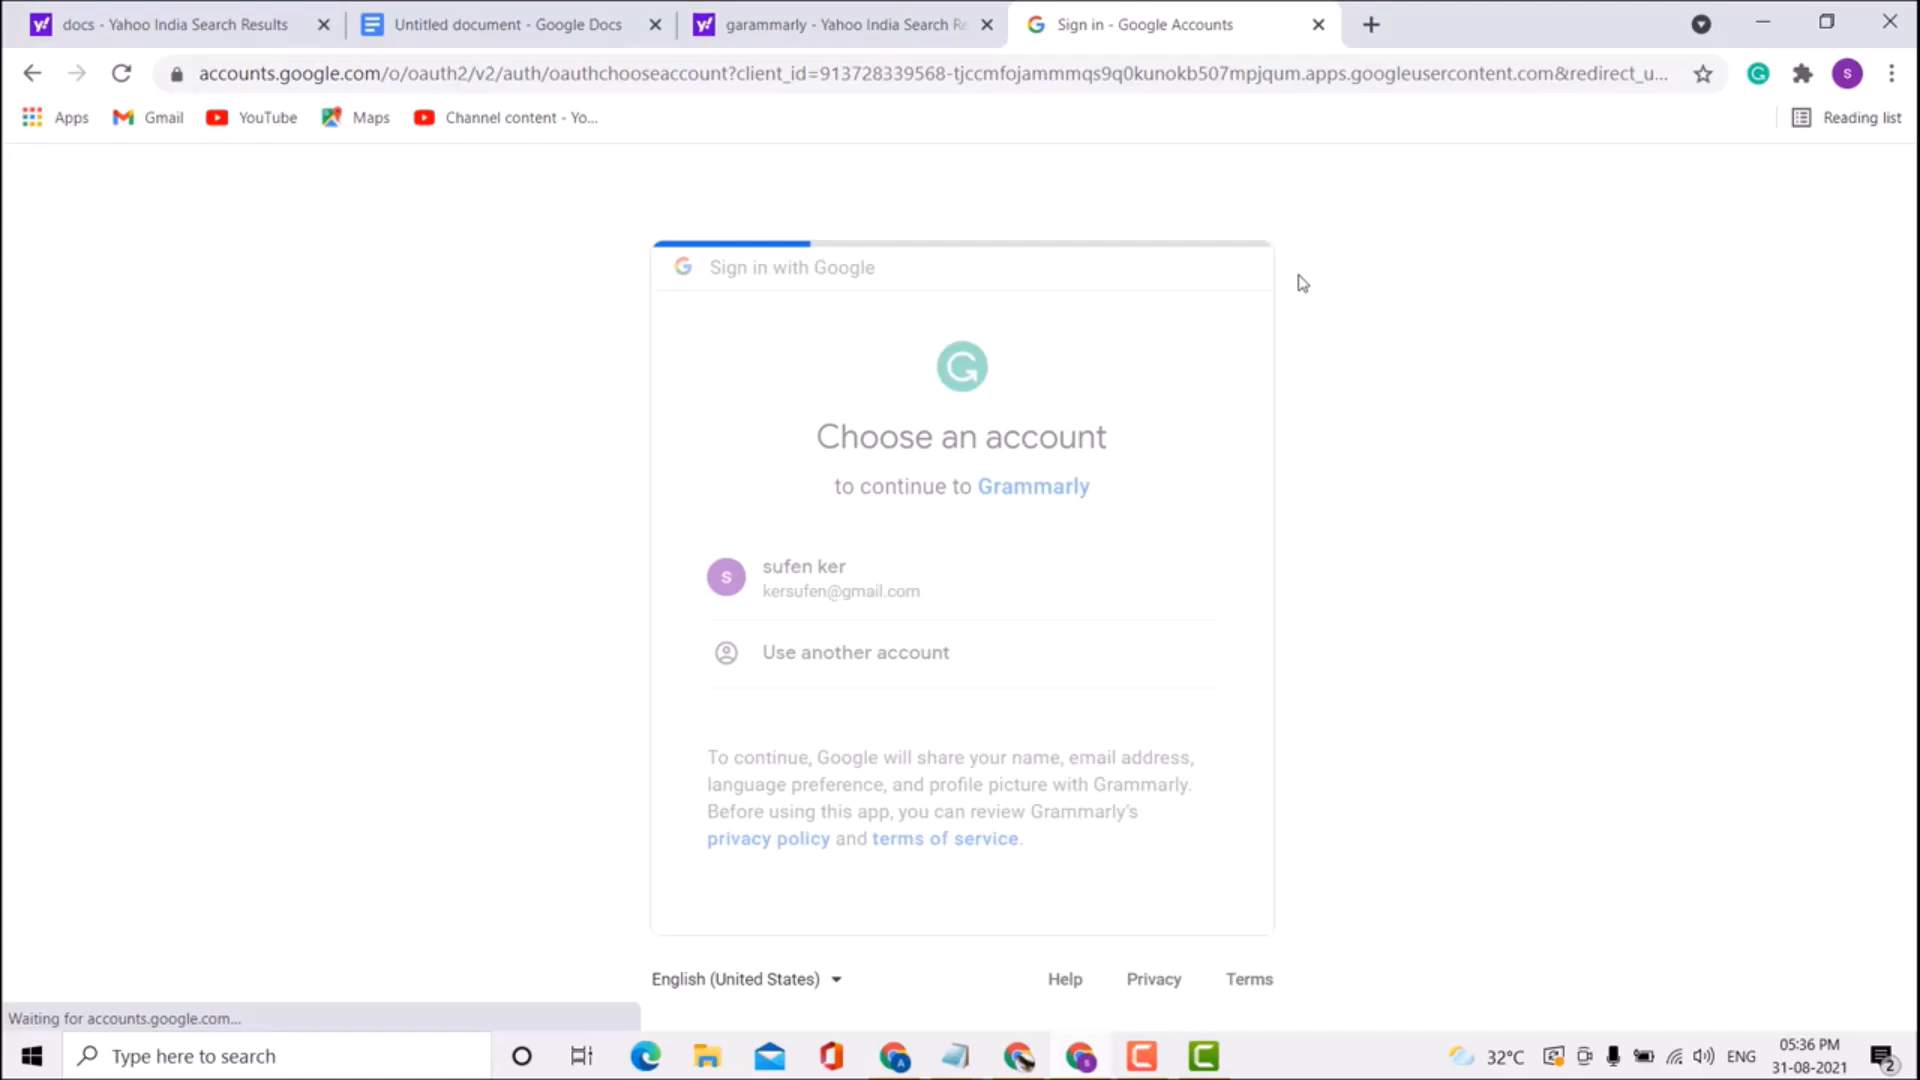 docs - Yahoo India Search Results
Untitled document - Google Docs
garammarly - Yahoo India Search Re
Sign in - Google Accounts
accounts.google.com/o/oauth2/v2/auth/oauthchooseaccount?client_id=913728339568-tjccmfojammmqs9q0kunokb507mpjqum.apps.googleusercontent.com&redirect_u...
S
Apps
Gmail
YouTube
Maps
Channel content - Yo...
Reading list
Sign in with Google
Choose an account
to continue to Grammarly
S
sufen ker
kersufen@gmail.com
Use another account
To continue, Google will share your name, email address,
language preference, and profile picture with Grammarly.
Before using this app, you can review Grammarly's
privacy policy and terms of service.
English (United States)
Help
Privacy
Terms
Waiting for accounts.google.com...
Type here to search
32°C
ENG
05:36 PM
31-08-2021
2